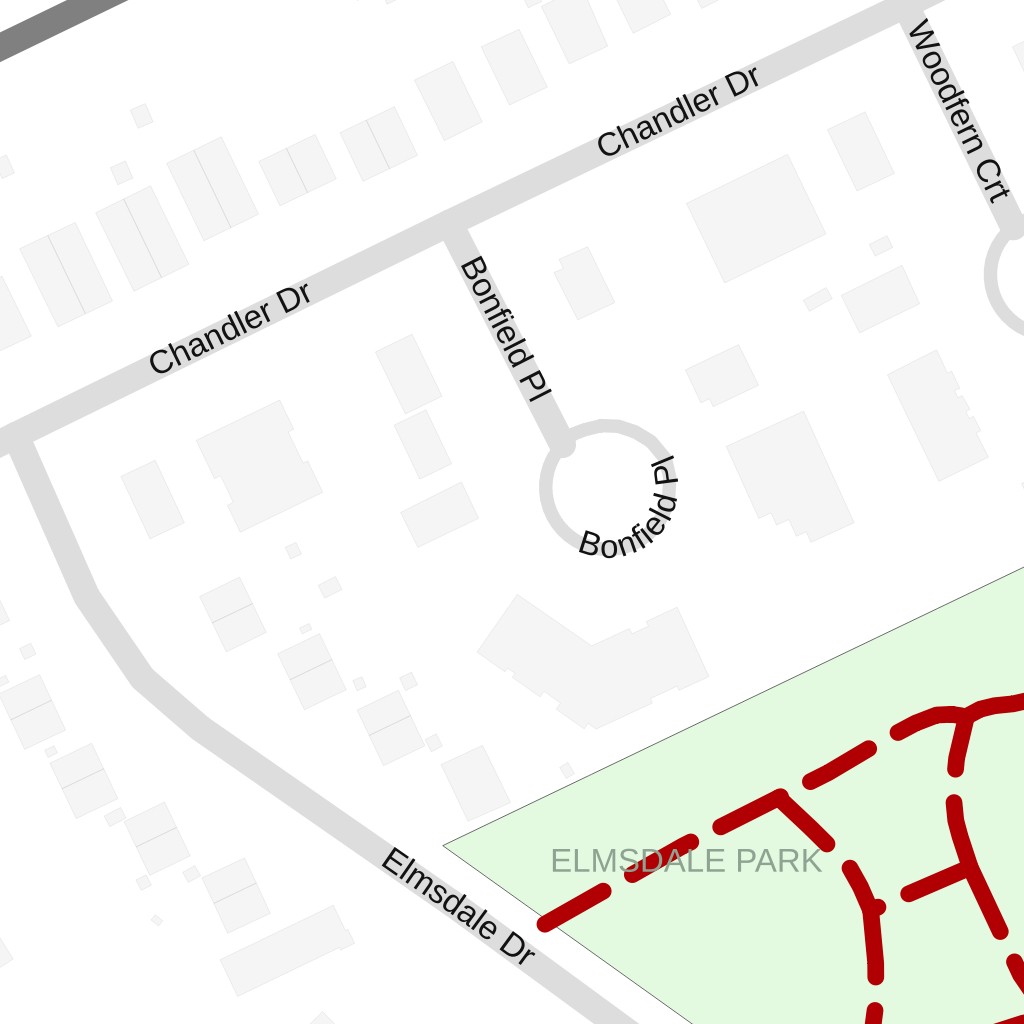 Woodfern Crt
Chandler Dr
Chandler Dr
Bonfield Pl
Bonfield Pl
ELMSDALE PARK
Elmsdale Dr